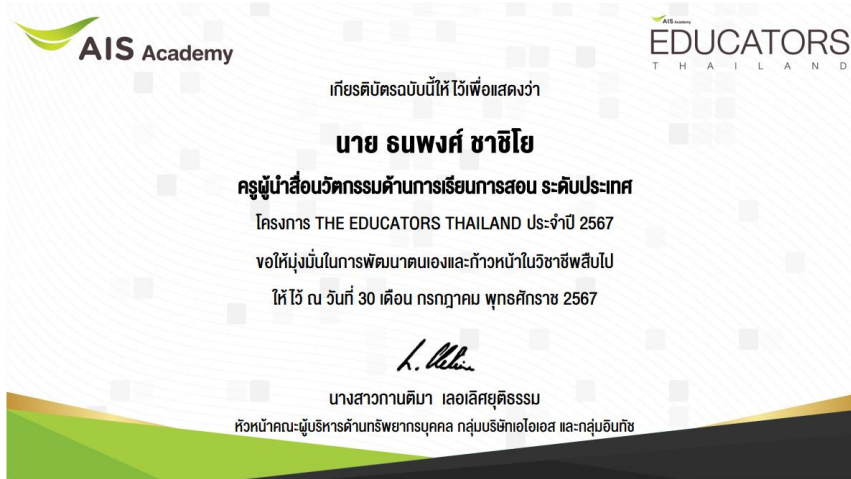 AIS Academy
AIS Academy
EDUCATORS
THAILAND
เกียรติบัตรฉบับนี้ให้ไว้เพื่อแสดงว่า
นาย ธนพงศ์ ชาชิโย
ครูผู้นำสื่อนวัตกรรมด้านการเรียนการสอน ระดับประเทศ
โครงการ THE EDUCATORS THAILAND ประจำปี 2567
ขอให้มุ่งมั่นในการพัฒนาตนเองและก้าวหน้าในวิชาชีพสืบไป
ให้ไว้ ณ วันที่ 30 เดือน กรกฎาคม พุทธศักราช 2567
นางสาวกานติมา เลอเลิศยุติธรรม
หัวหน้าคณะผู้บริหารด้านทรัพยากรบุคคล กลุ่มบริษัทเอไอเอส และกลุ่มอินทัช